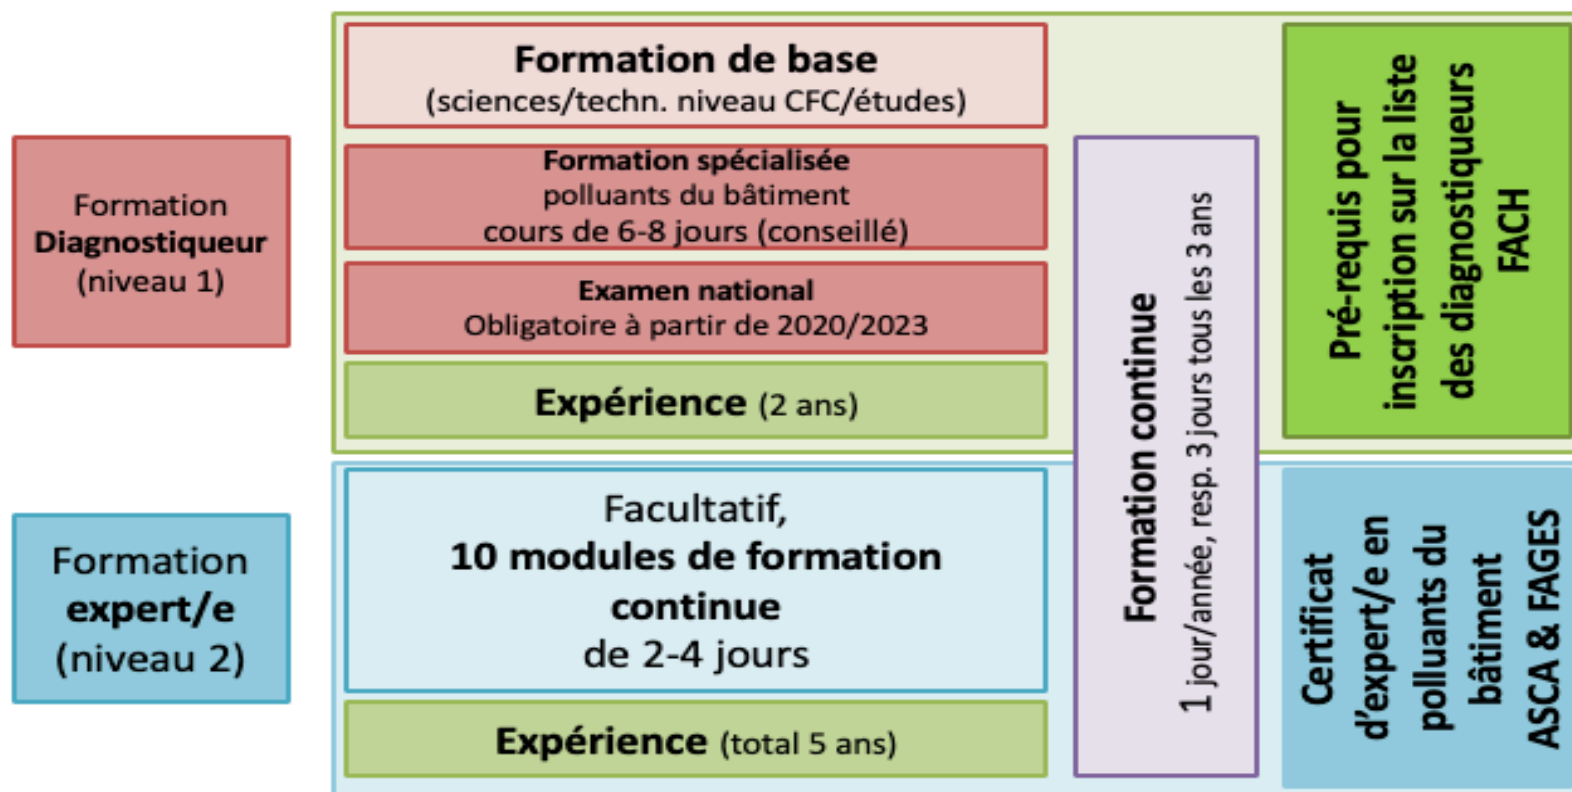 Formation de base
(sciences/techn. niveau CFC/études)
Formation
Diagnostiqueur
(niveau 1)
Formation spécialisée
polluants du bâtiment
cours de 6-8 jours (conseillé)
Examen national
Obligatoire à partir de 2020/2023
Expérience (2 ans)
Formation continue
1 jour/année, resp. 3 jours tous les 3 ans
Pré-requis pour
inscription sur la liste
des diagnostiqueurs
FACH
Formation
expert/e
(niveau 2)
Facultatif,
10 modules de formation
continue
de 2-4 jours
Expérience (total 5 ans)
Certificat
d'expert/e en
polluants du
bâtiment
ASCA & FAGES